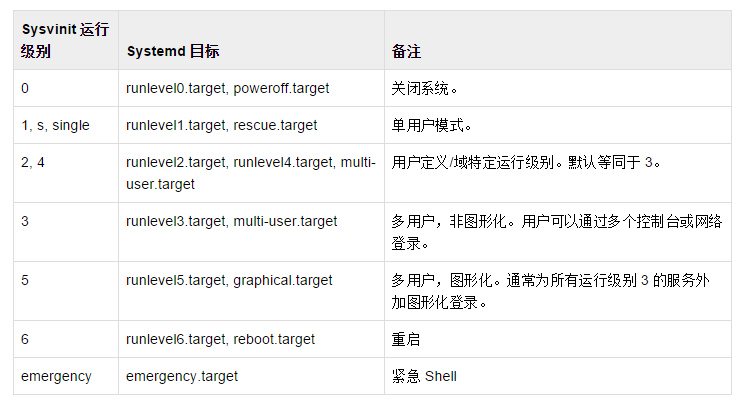 Sysvinit 运行
级别
Systemd 目标
备注
0
runlevel0.target, poweroff.target
关闭系统。
1, s, single
runlevel1.target, rescue.target
单用户模式。
2, 4
runlevel2.target, runlevel4.target, multi-
user.target
用户定义/域特定运行级别。默认等同于 3。
3
runlevel3.target, multi-user.target
多用户，非图形化。用户可以通过多个控制台或网络
登录。
5
runlevel5.target, graphical.target
多用户，图形化。通常为所有运行级别 3 的服务外
加图形化登录。
6
runlevel6.target, reboot.target
重启
emergency
emergency.target
紧急 Shell